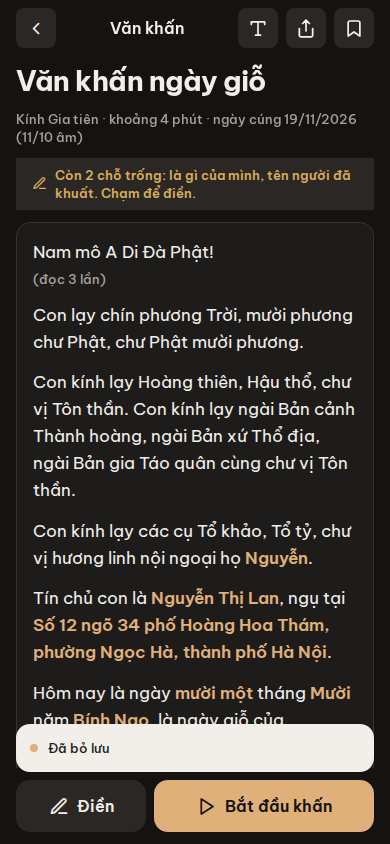 Văn khấn
Văn khấn ngày giỗ
Kính Gia tiên · khoảng 4 phút · ngày cúng 19/11/2026
(11/10 âm)
Còn 2 chỗ trống: là gì của mình, tên người đã
khuất. Chạm để điền.
Nam mô A Di Đà Phật!
(đọc 3 lần)
Con lạy chín phương Trời, mười phương
chư Phật, chư Phật mười phương.
Con kính lạy Hoàng thiên, Hậu thổ, chư
vị Tôn thần. Con kính lạy ngài Bản cảnh
Thành hoàng, ngài Bản xứ Thổ địa,
ngài Bản gia Táo quân cùng chư vị Tôn
thần.
Con kính lạy các cụ Tổ khảo, Tổ tỷ, chư
vị hương linh nội ngoại họ Nguyễn.
Tín chủ con là Nguyễn Thị Lan, ngụ tại
Số 12 ngõ 34 phố Hoàng Hoa Thám,
phường Ngọc Hà, thành phố Hà Nội.
Hôm nay là ngày mười một tháng Mười
năm Bính Ngọ, là ngày giỗ của
Đã bỏ lưu
Điền
Bắt đầu khấn